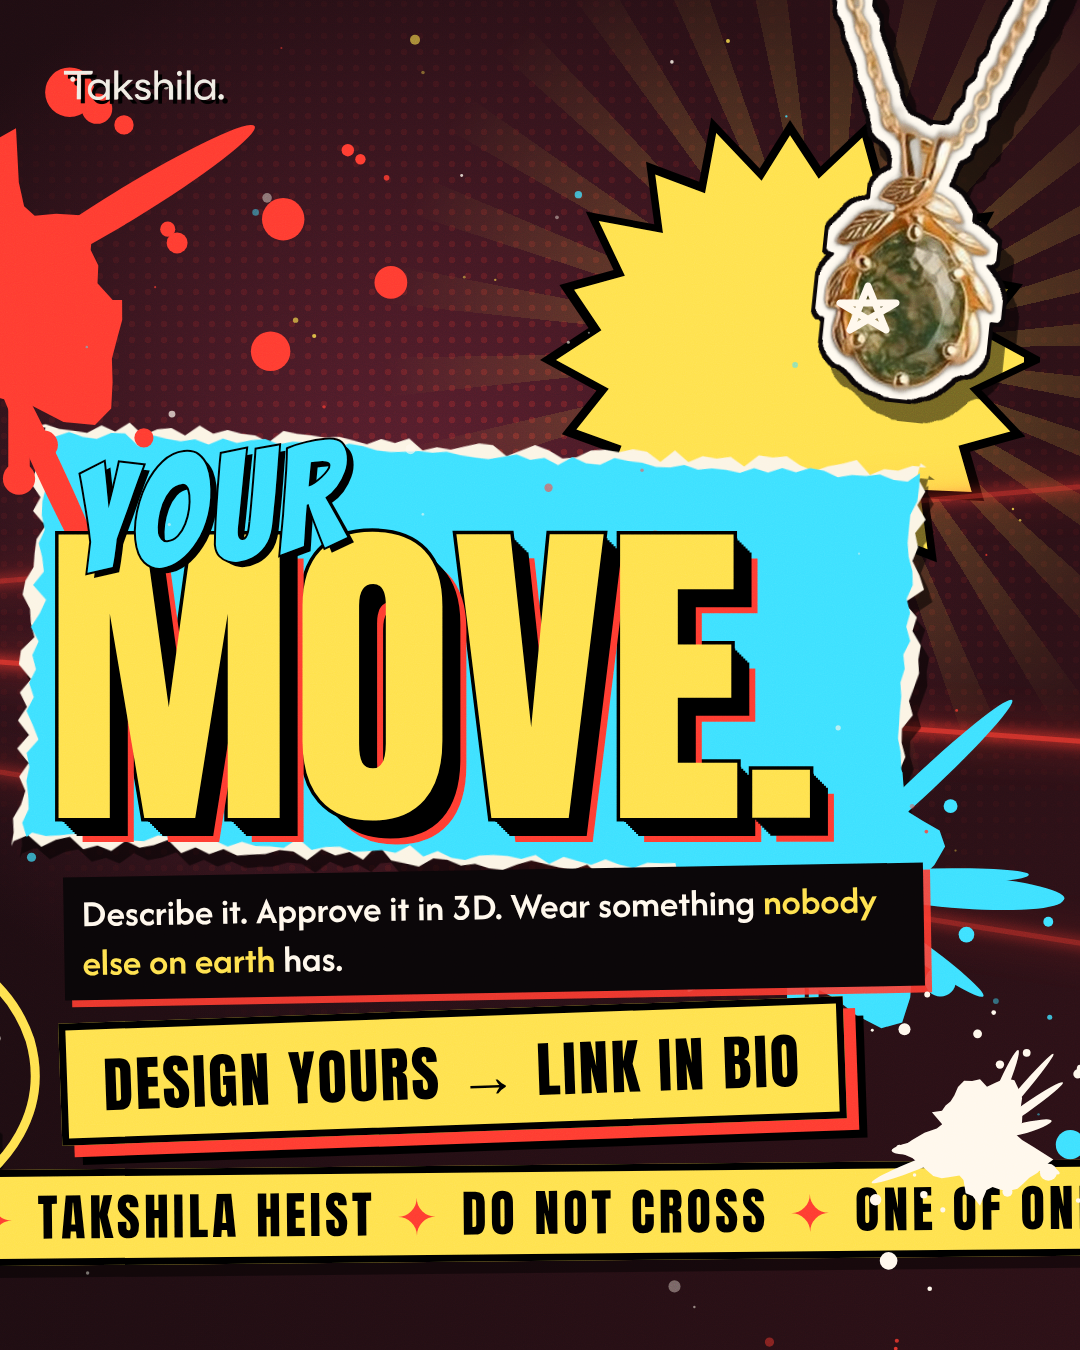 Takshila.
YOUR
MOVE.
Describe it. Approve it in 3D. Wear something nobody
else on earth has.
DESIGN YOURS → LINK IN BIO
TAKSHILA HEIST ✦ DO NOT CROSS ✦ ONE OF ON